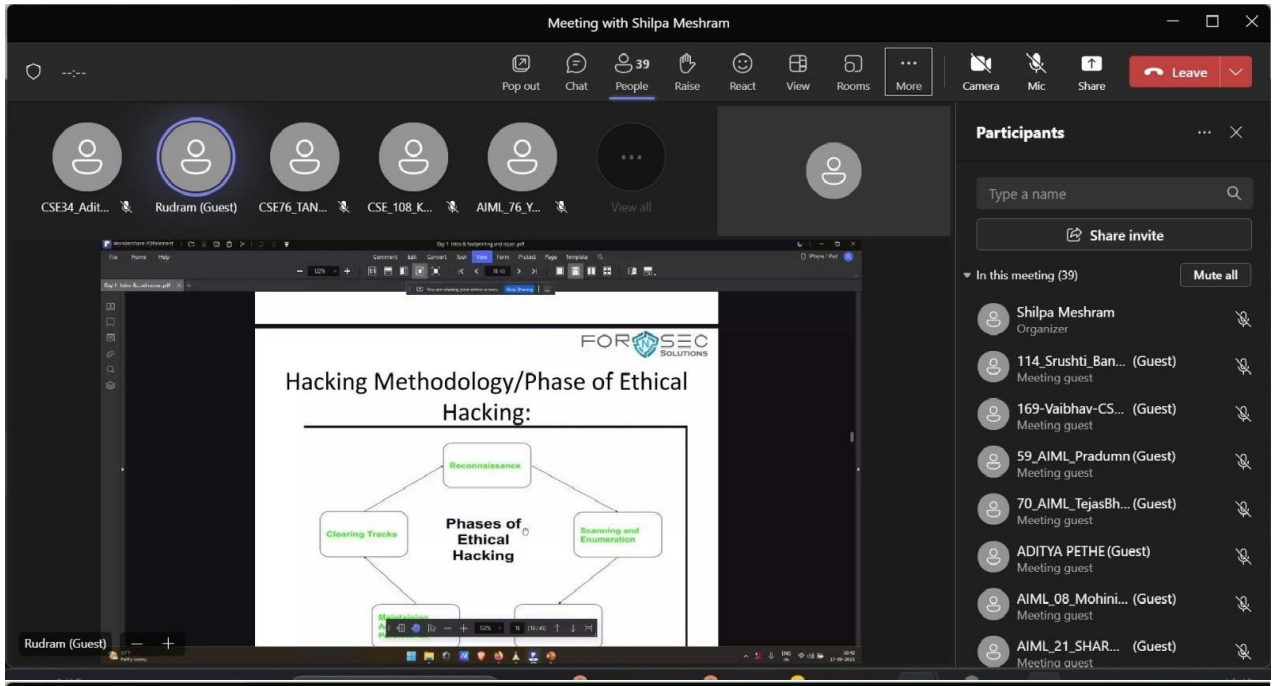 Meeting with Shilpa Meshram
--:--
39
Pop out Chat People Raise React View Rooms More Camera Mic Share Leave
CSE34_Adit... Rudram (Guest) CSE76_TAN... CSE_108_K... AIML_76_Y... View all
Wondershare PDFelement
Day 1 Intro & footprinting and recon.pdf
File Home Help Comment Edit Convert Tool View Form Protect Page Template iPhone / iPad
You are sharing your entire screen. Stop Sharing
FORnSEC
SOLUTIONS
Hacking Methodology/Phase of Ethical
Hacking:
Reconnaissance
Clearing Tracks
Phases of
Ethical
Hacking
Scanning and
Enumeration
Maintaining
Rudram (Guest)
Participants
Type a name
Share invite
In this meeting (39) Mute all
Shilpa Meshram
Organizer
114_Srushti_Ban... (Guest)
Meeting guest
169-Vaibhav-CS... (Guest)
Meeting guest
59_AIML_Pradumn (Guest)
Meeting guest
70_AIML_TejasBh... (Guest)
Meeting guest
ADITYA PETHE (Guest)
Meeting guest
AIML_08_Mohini... (Guest)
Meeting guest
AIML_21_SHAR... (Guest)
Meeting guest